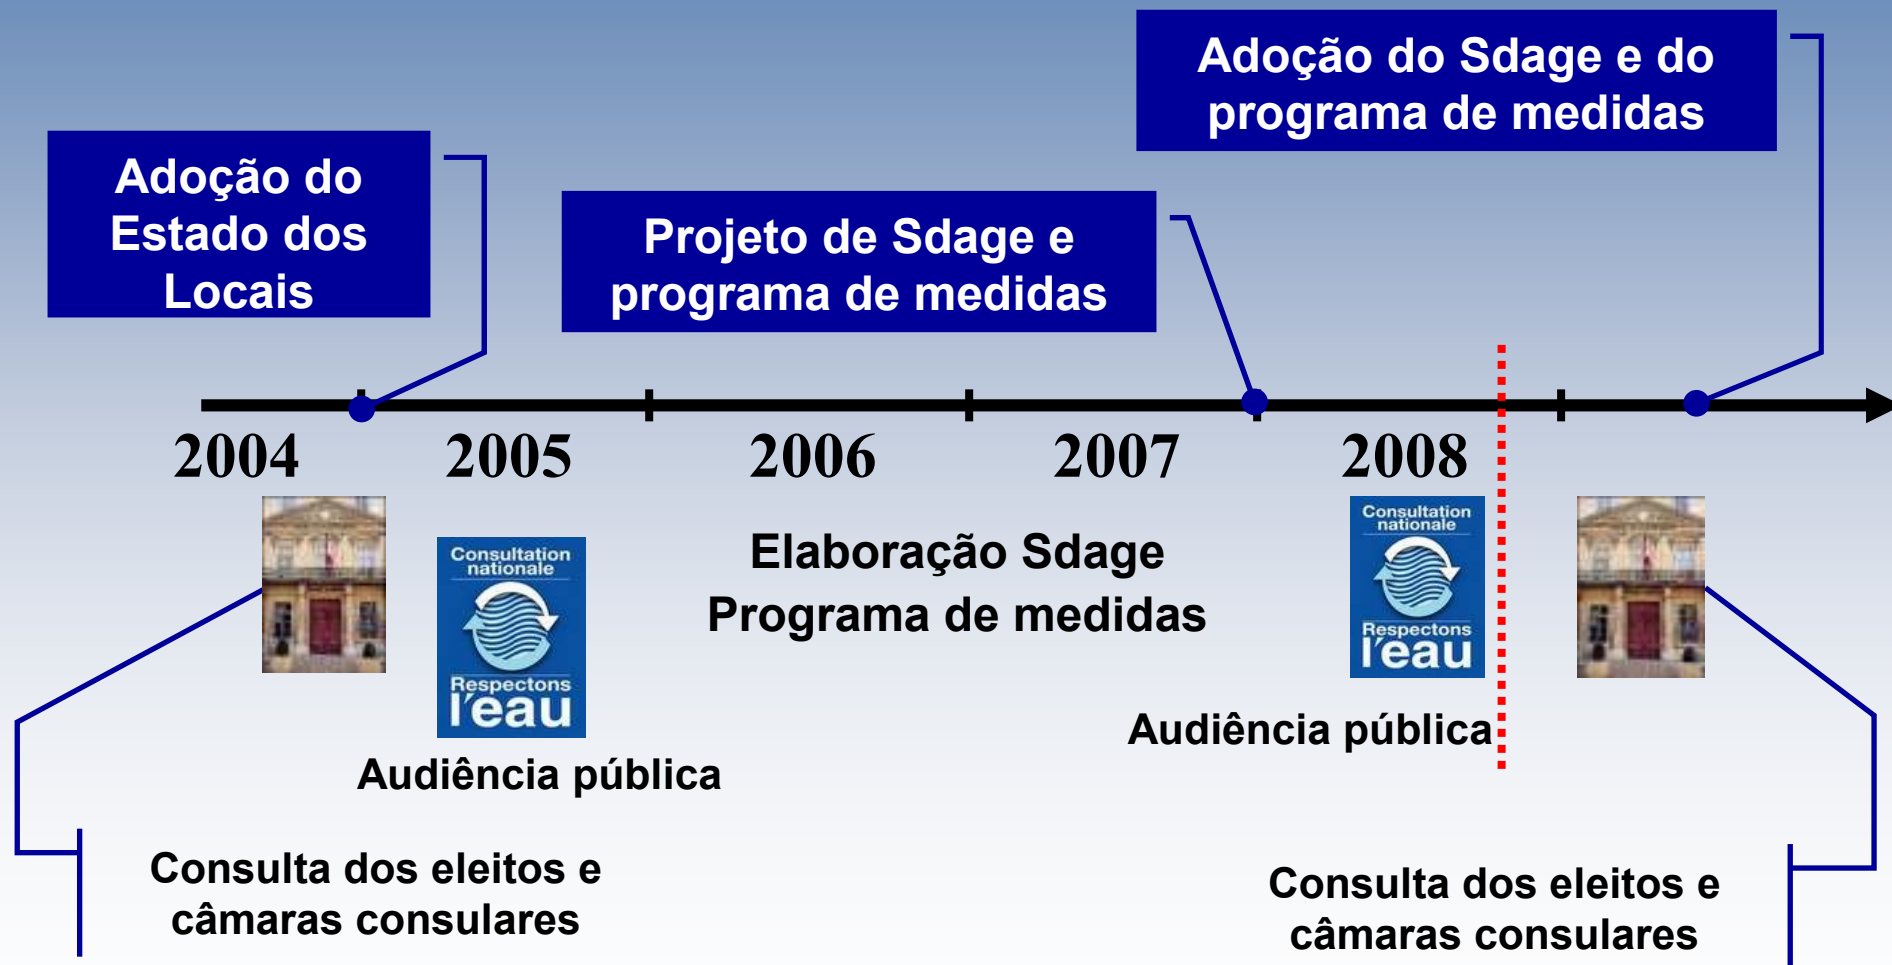 Adoção do Sdage e do
programa de medidas
Adoção do
Estado dos
Locais
Projeto de Sdage e
programa de medidas
2004
2005
2006
2007
2008
Consultation
nationale
Respectons
l'eau
Elaboração Sdage
Programa de medidas
Consultation
nationale
Respectons
l'eau
Audiência pública
Audiência pública
Consulta dos eleitos e
câmaras consulares
Consulta dos eleitos e
câmaras consulares